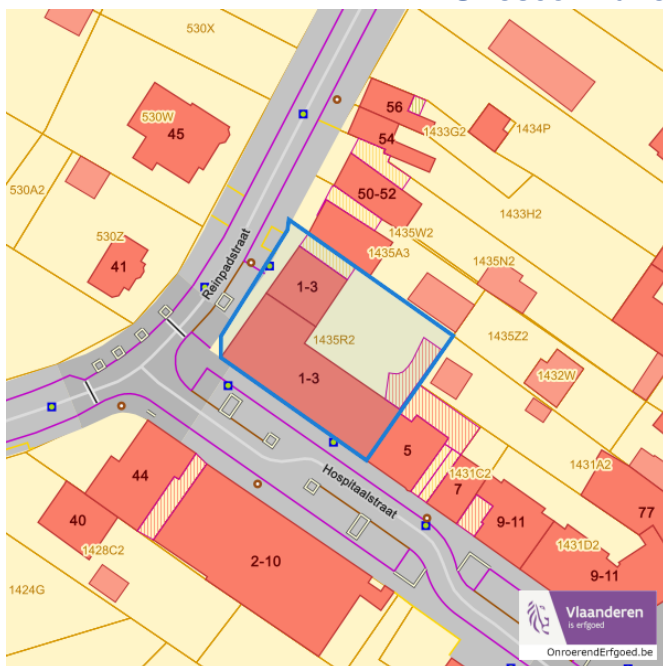 530X
530W
45
56
54
1433G2
1434P
530A2
50-52
1433H2
530Z
1435W2
41
Reinpadstraat
1435A3
1435N2
1-3
1435R2
1435Z2
1-3
1432W
5
44
Hospitaalstraat
1431C2
7
1431A2
40
9-11
77
1428C2
2-10
1431D2
1424G
9-11
Vlaanderen
is erfgoed
OnroerendErfgoed.be